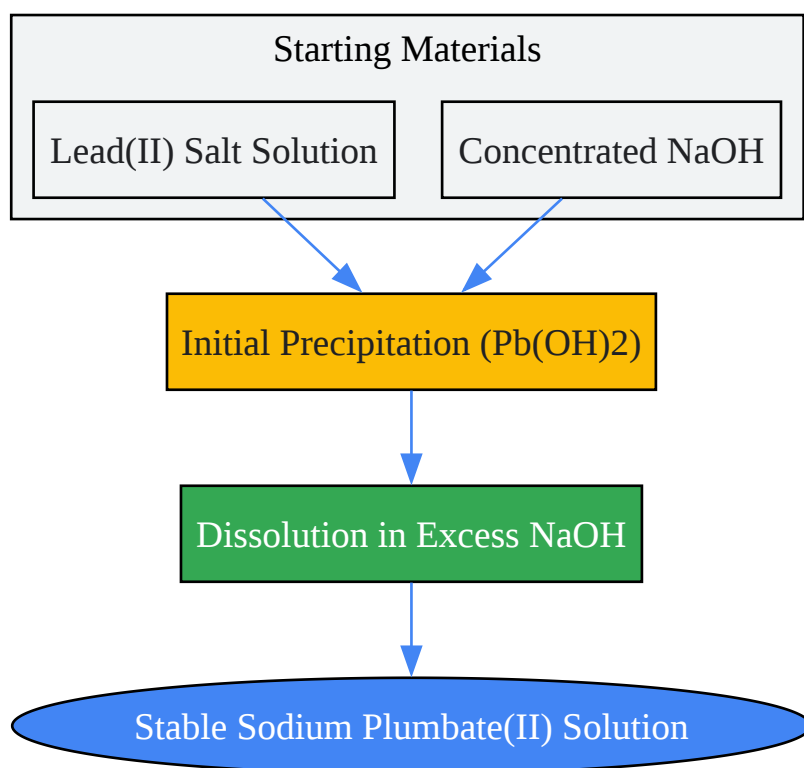 Starting Materials
Lead(II) Salt Solution
Concentrated NaOH
Initial Precipitation (Pb(OH)2)
Dissolution in Excess NaOH
Stable Sodium Plumbate(II) Solution